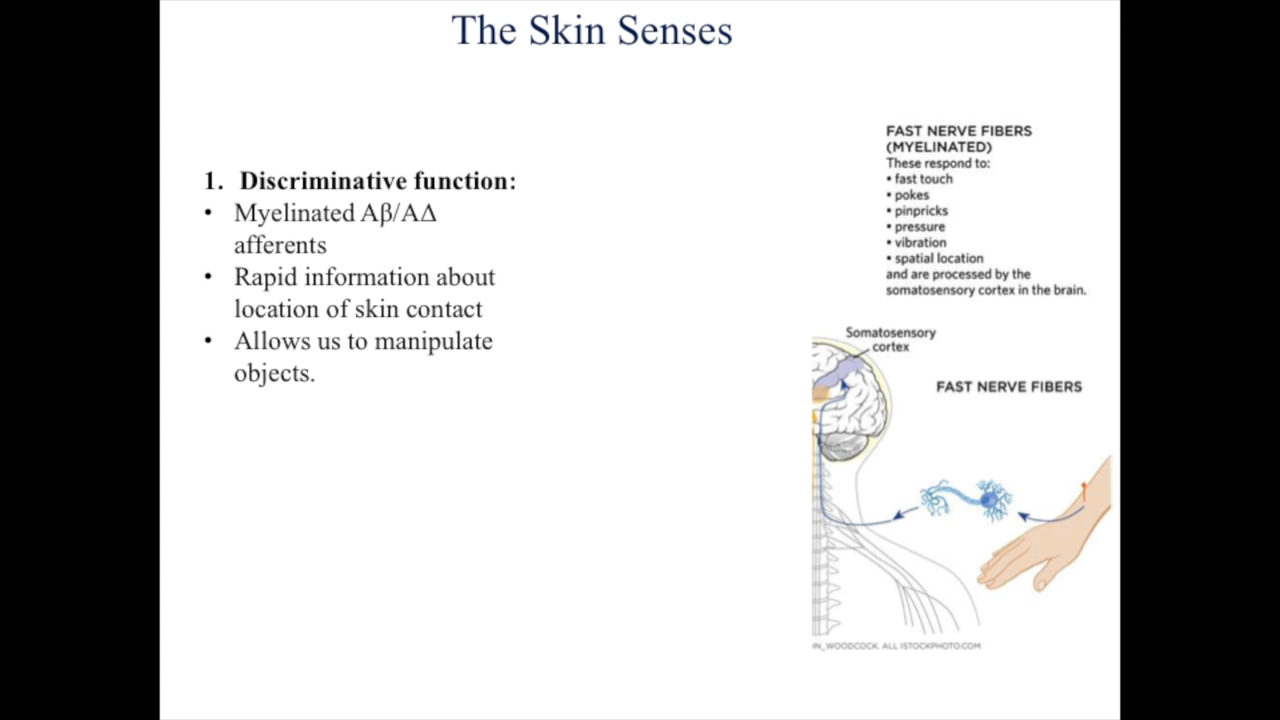 The Skin Senses
1. Discriminative function:
• Myelinated Aβ/AΔ
afferents
• Rapid information about
location of skin contact
• Allows us to manipulate
objects.
FAST NERVE FIBERS
(MYELINATED)
These respond to:
• fast touch
• pokes
• pinpricks
• pressure
• vibration
• spatial location
and are processed by the
somatosensory cortex in the brain.
Somatosensory
cortex
FAST NERVE FIBERS
N_WOODCOCK. ALL ISTOCKPHOTO.COM